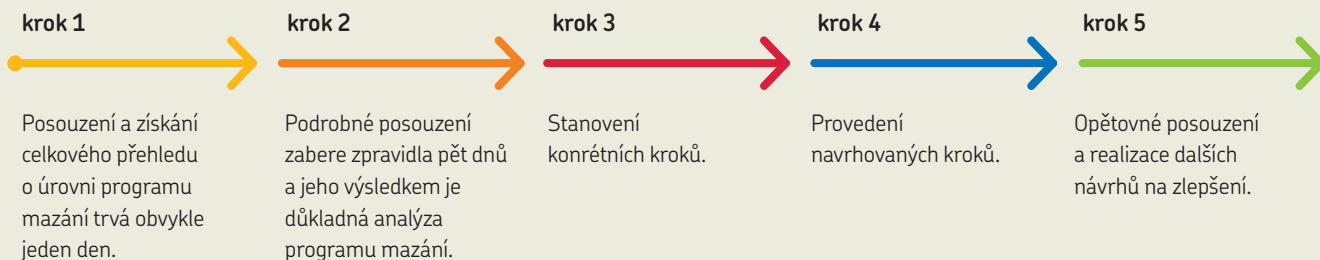 krok 1
Posouzení a získání
celkového přehledu
o úrovni programu
mazání trvá obvykle
jeden den.
krok 2
Podrobné posouzení
zabere zpravidla pět dnů
a jeho výsledkem je
důkladná analýza
programu mazání.
krok 3
Stanovení
konrétních kroků.
krok 4
Provedení
navrhovaných kroků.
krok 5
Opětovné posouzení
a realizace dalších
návrhů na zlepšení.